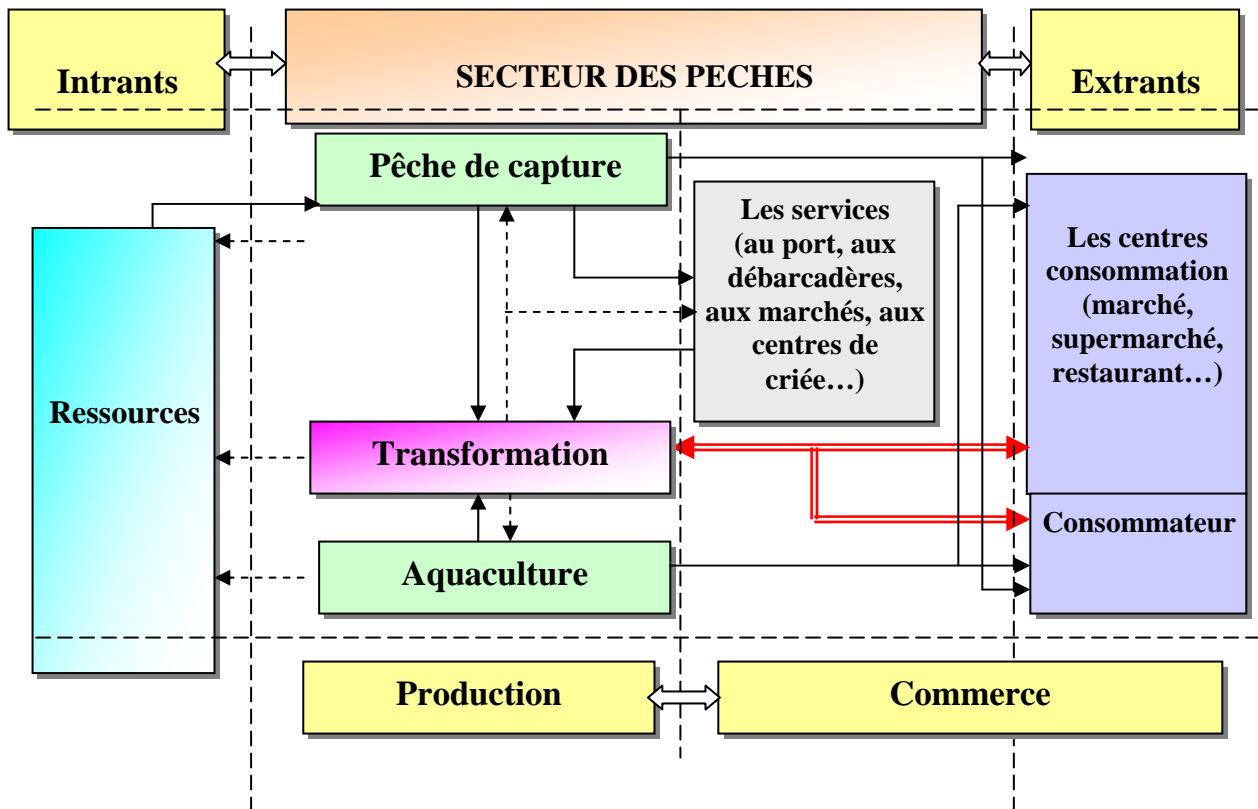 Intrants
SECTEUR DES PECHES
Extrants
Pêche de capture
Les services
(au port, aux
débarcadères,
aux marchés, aux
centres de
criée…)
Les centres
consommation
(marché,
supermarché,
restaurant…)
Ressources
Transformation
Consommateur
Aquaculture
Production
Commerce